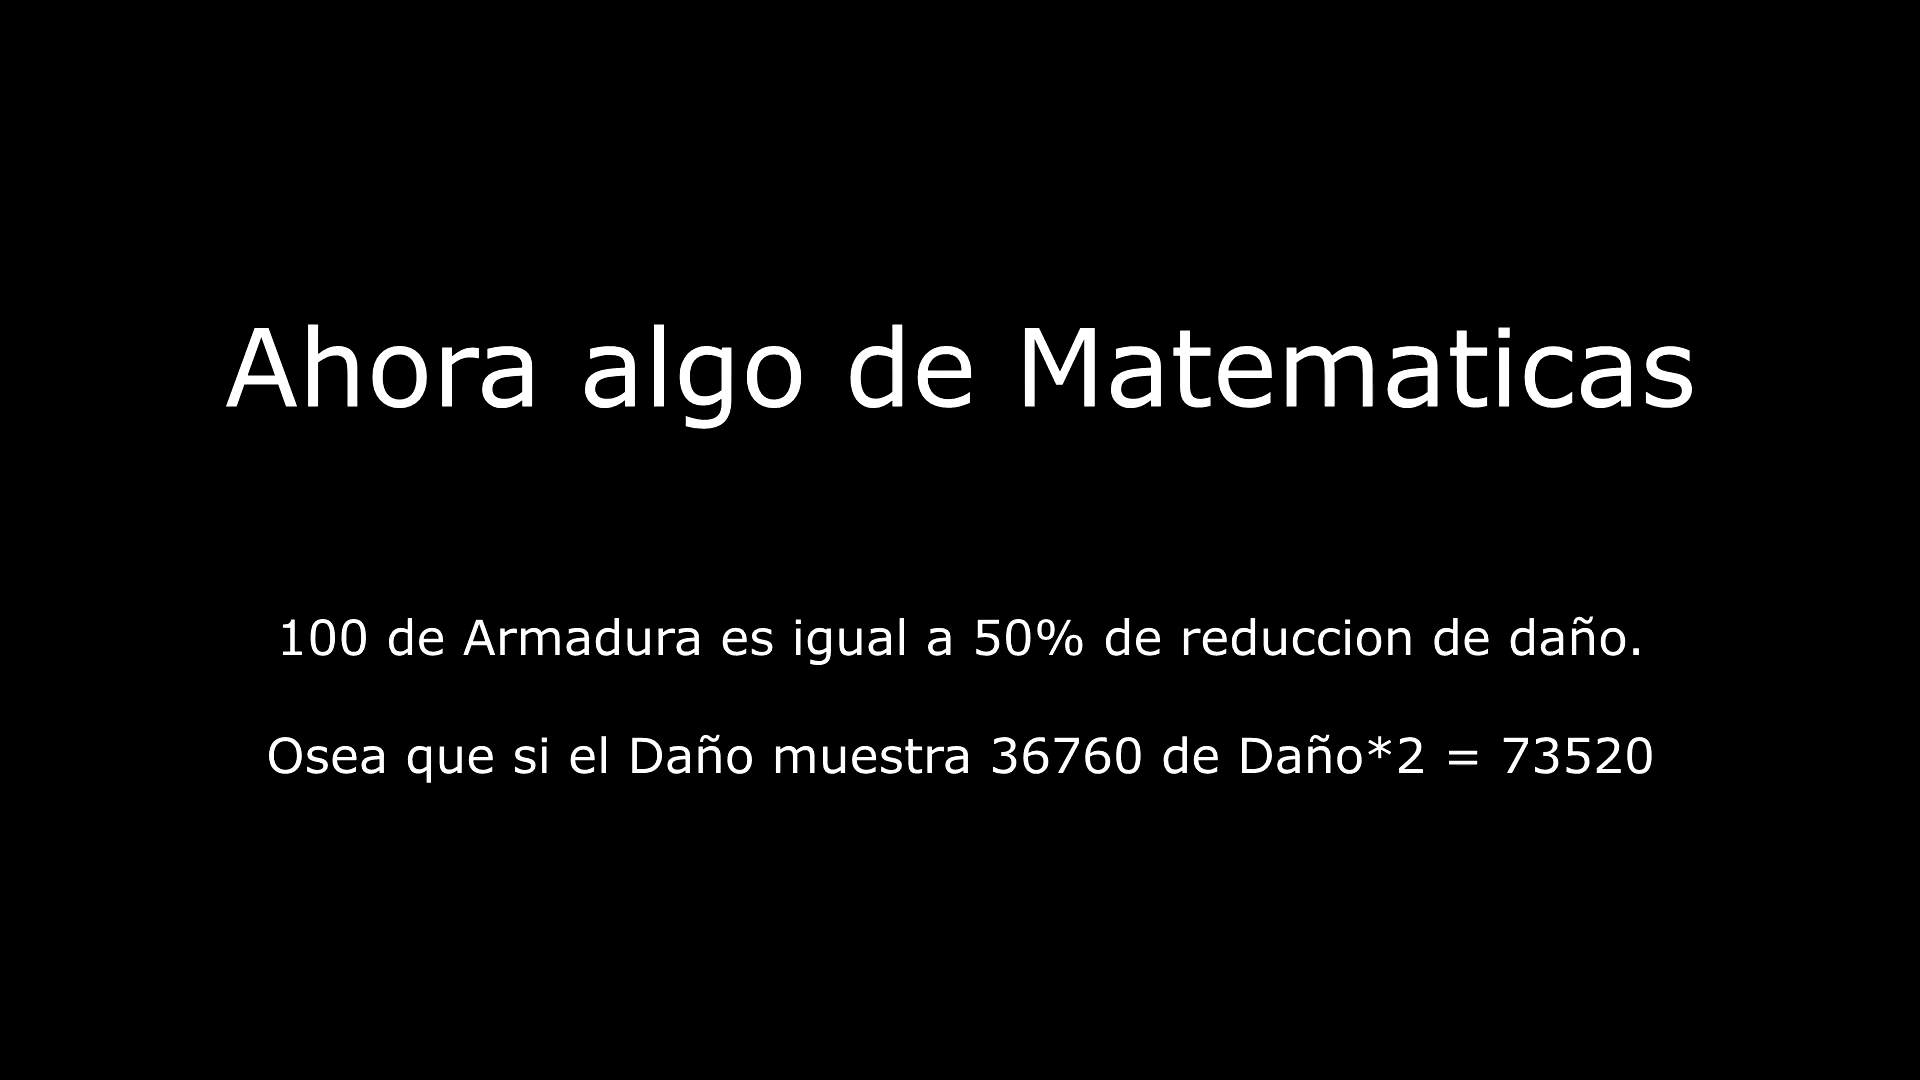 Ahora algo de Matematicas
100 de Armadura es igual a 50% de reduccion de daño.
Osea que si el Daño muestra 36760 de Daño*2 = 73520